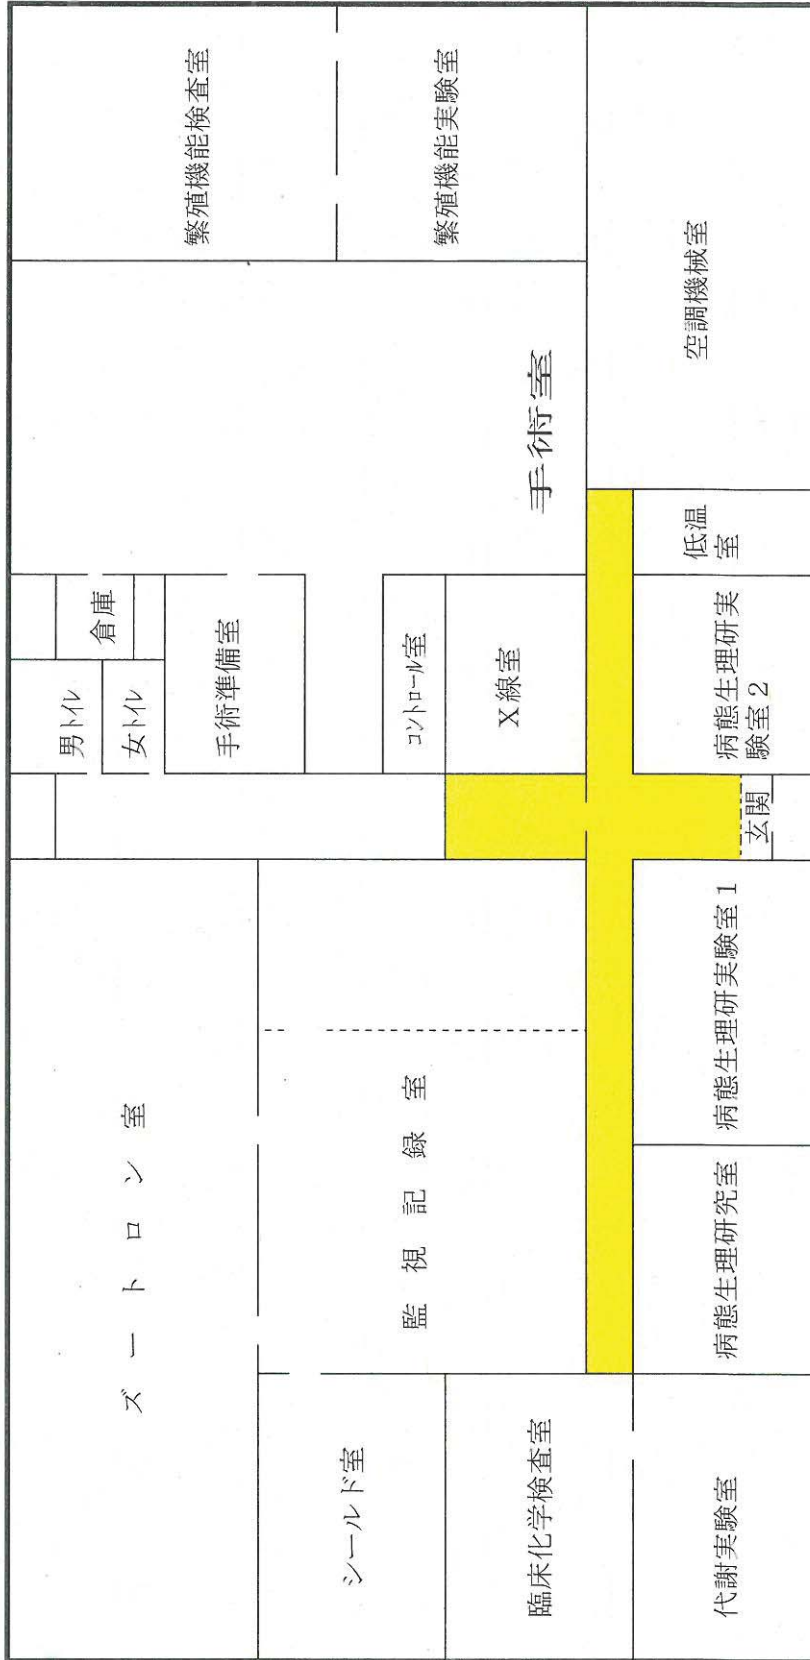 ズートロン室
男トイレ
女トイレ
倉庫
手術準備室
繁殖機能検査室
シールド室
監視記録室
コントロール室
X線室
手術室
繁殖機能実験室
臨床化学検査室
代謝実験室
病態生理研究室
病態生理研実験室1
玄関
病態生理研実
験室2
低温
室
空調機械室